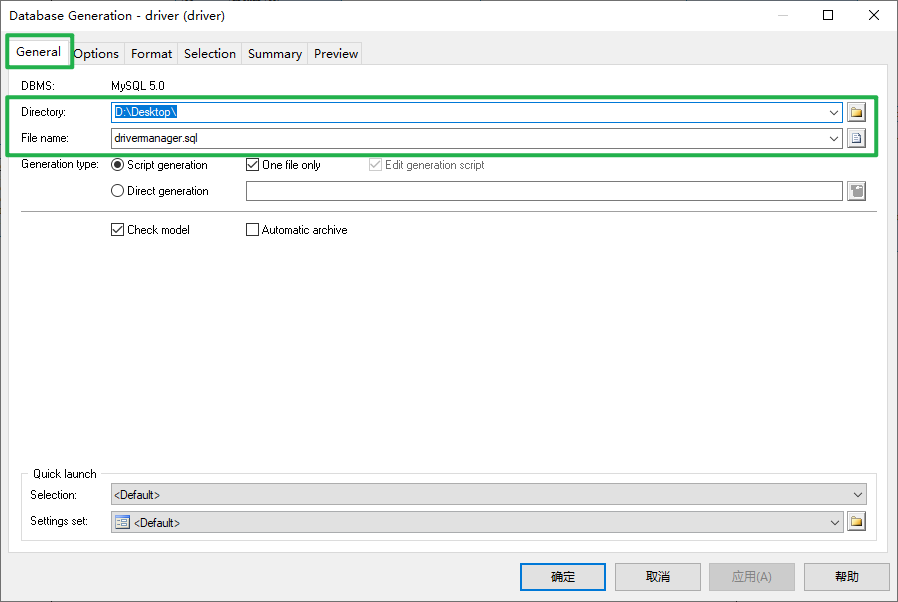 Database Generation - driver (driver)
General Options Format Selection Summary Preview
DBMS: MySQL 5.0
Directory: D:\Desktop\
File name: drivermanager.sql
Generation type: Script generation One file only Edit generation script
Direct generation
Check model Automatic archive
Quick launch
Selection: <Default>
Settings set: <Default>
确定 取消 应用(A) 帮助